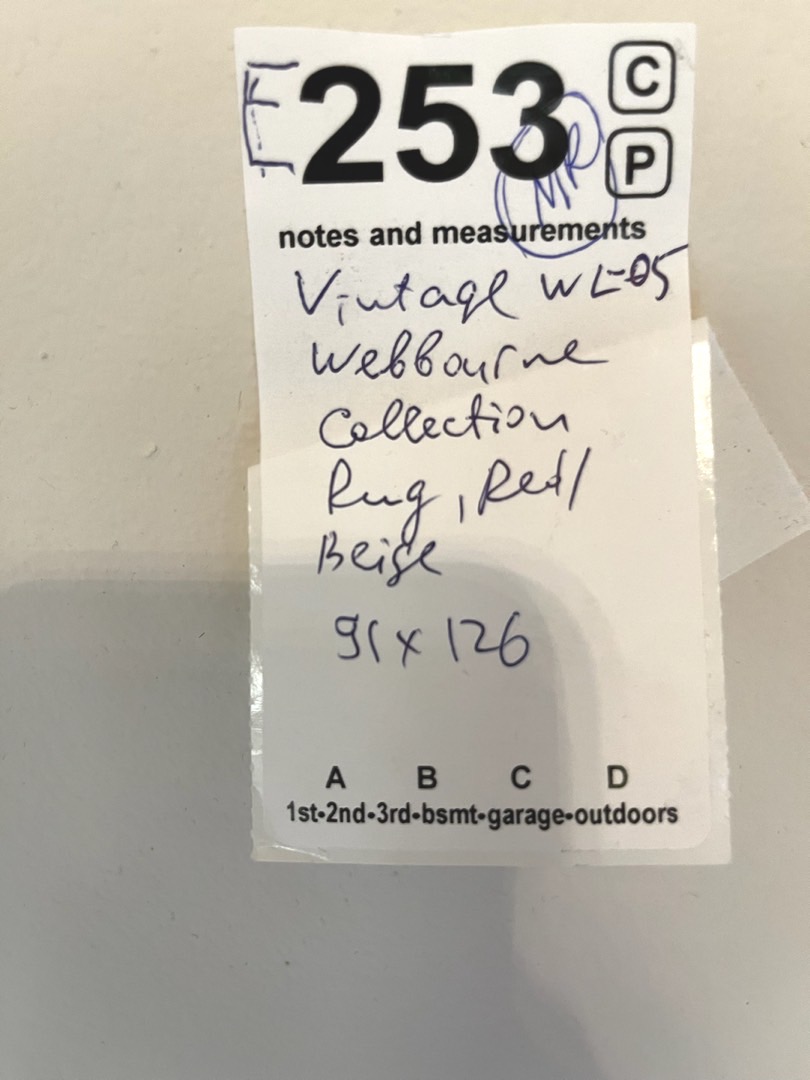 E253 C
MR P
notes and measurements
Vintage WL-05
Webbourne
Collection
Rug, Red/
Beige
91 x 126
A B C D
1st•2nd•3rd•bsmt•garage•outdoors